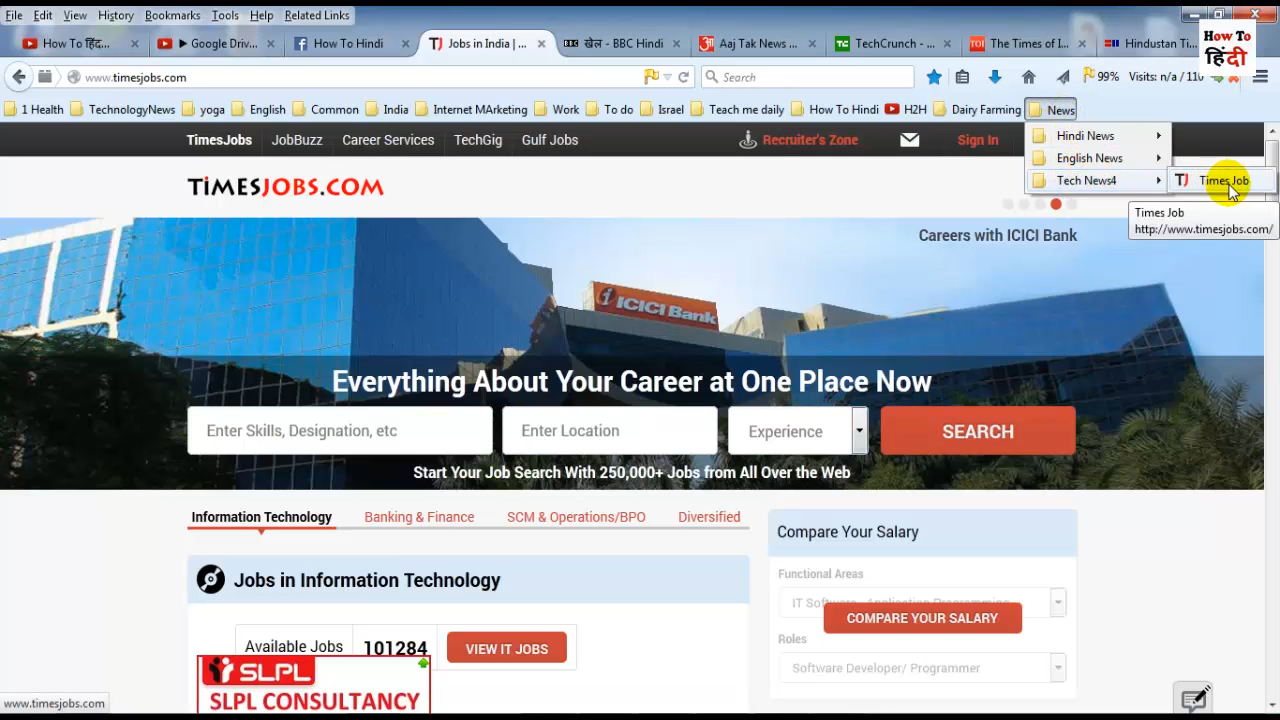 File Edit View History Bookmarks Tools Help Related Links
How To हिंद... ▶ Google Driv... How To Hindi Jobs in India | ... खेल - BBC Hindi Aaj Tak News ... TechCrunch - ... The Times of I... Hindustan Ti...
How To
हिंदी
www.timesjobs.com Search 99% Visits: n/a / 110
1 Health TechnologyNews yoga English Common India Internet MArketing Work To do Israel Teach me daily How To Hindi H2H Dairy Farming News
TimesJobs JobBuzz Career Services TechGig Gulf Jobs Recruiter's Zone Sign In
Hindi News
English News
Tech News4 Times Job
Times Job
http://www.timesjobs.com/
TIMESJOBS.COM
Careers with ICICI Bank
ICICI Bank
Everything About Your Career at One Place Now
Enter Skills, Designation, etc Enter Location Experience SEARCH
Start Your Job Search With 250,000+ Jobs from All Over the Web
Information Technology Banking & Finance SCM & Operations/BPO Diversified
Compare Your Salary
Jobs in Information Technology
Functional Areas
IT Software - Application Programming
COMPARE YOUR SALARY
Available Jobs 101284 VIEW IT JOBS
Roles
Software Developer/ Programmer
SLPL
SLPL CONSULTANCY
www.timesjobs.com